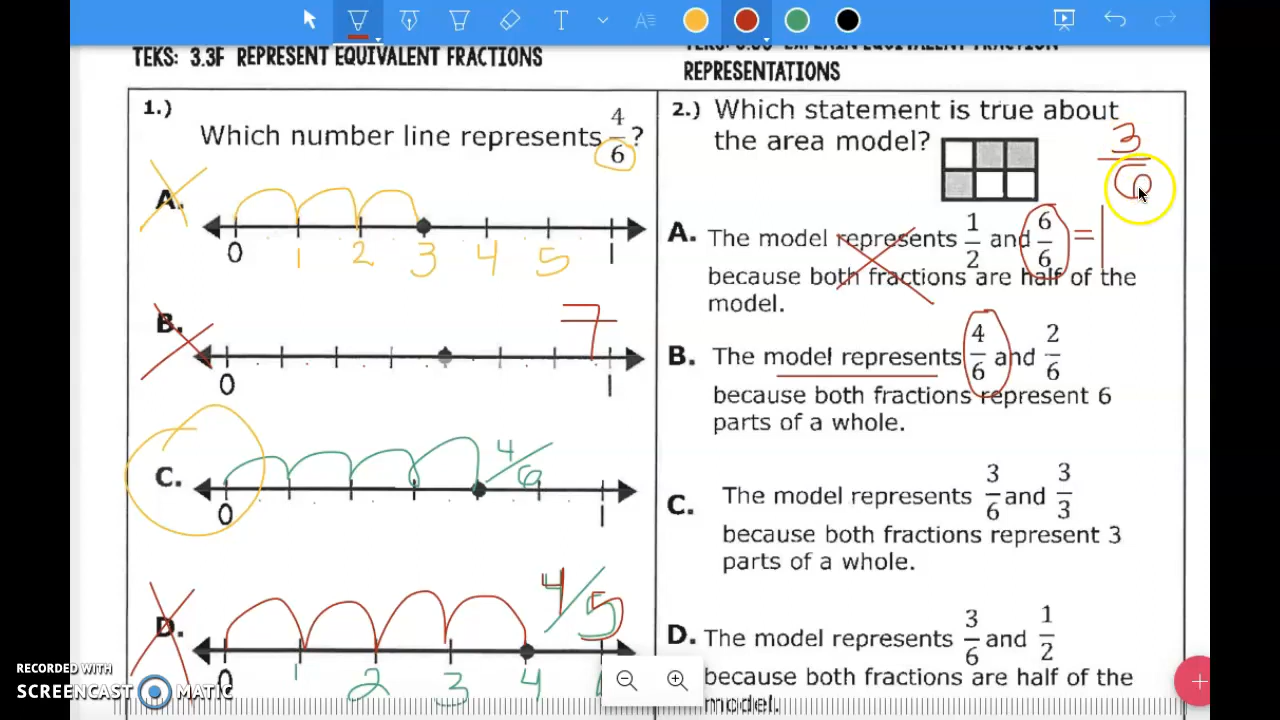 TEKS: 3.3F REPRESENT EQUIVALENT FRACTIONS
1.)
Which number line represents 4/6?
A.
0 1 2 3 4 5 1
B.
7
0 1
C.
4/6
0 1
D.
4/5
0 1 2 3 4
REPRESENTATIONS
2.) Which statement is true about
the area model?
3/6
A. The model represents 1/2 and 6/6 = 1
because both fractions are half of the
model.
B. The model represents 4/6 and 2/6
because both fractions represent 6
parts of a whole.
C. The model represents 3/6 and 3/3
because both fractions represent 3
parts of a whole.
D. The model represents 3/6 and 1/2
because both fractions are half of the
model.
RECORDED WITH
SCREENCAST MATIC